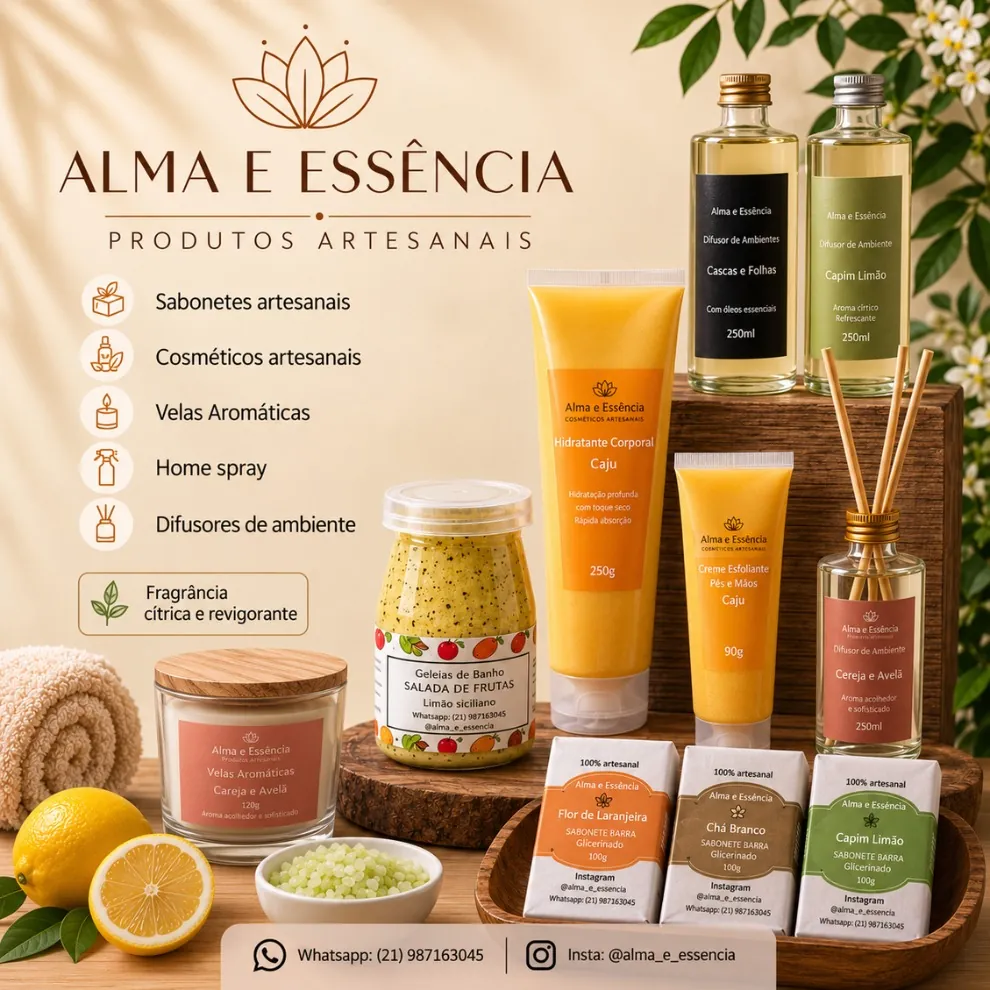 ALMA E ESSÊNCIA
PRODUTOS ARTESANAIS
Sabonetes artesanais
Cosméticos artesanais
Velas Aromáticas
Home spray
Difusores de ambiente
Fragrância
cítrica e revigorante
Alma e Essência
Difusor de Ambientes
Cascas e Folhas
Com óleos essenciais
250ml
Alma e Essência
Difusor de Ambiente
Capim Limão
Aroma círtico
Refrescante
250ml
Alma e Essência
COSMÉTICOS ARTESANAIS
Hidratante Corporal
Caju
Hidratação profunda
com toque seco
Rápida absorção
250g
Alma e Essência
COSMÉTICOS ARTESANAIS
Creme Esfoliante
Pés e Mãos
Caju
90g
Alma e Essência
Difusor de Ambiente
Cereja e Avelã
Aroma acolhedor
e sofisticado
250ml
Geleias de Banho
SALADA DE FRUTAS
Limão siciliano
Whatsapp: (21) 987163045
@alma_e_essencia
Alma e Essência
Produtos Artesanais
Velas Aromáticas
Careja e Avelã
120g
Aroma acolhedor e sofisticado
100% artesanal
Alma e Essência
Flor de Laranjeira
SABONETE BARRA
Glicerinado
100g
Instagram
@alma_e_essencia
Whatsapp: (21) 987163045
100% artesanal
Alma e Essência
Chá Branco
SABONETE BARRA
Glicerinado
100g
Instagram
@alma_e_essencia
Whatsapp: (21) 987163045
100% artesanal
Alma e Essência
Capim Limão
SABONETE BARRA
Glicerinado
100g
Instagram
@alma_e_essencia
Whatsapp: (21) 987163045
Whatsapp: (21) 987163045
Insta: @alma_e_essencia